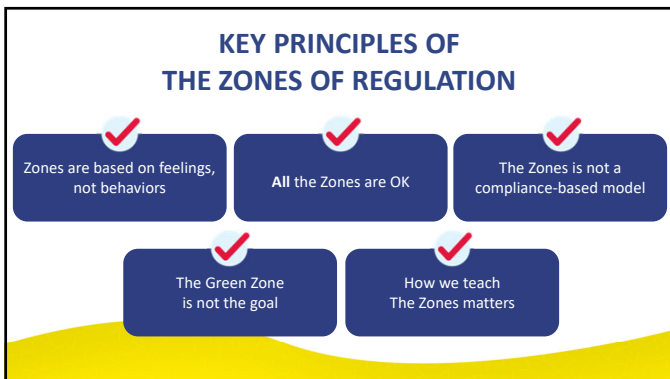 KEY PRINCIPLES OF
THE ZONES OF REGULATION
Zones are based on feelings,
not behaviors
All the Zones are OK
The Zones is not a
compliance-based model
The Green Zone
is not the goal
How we teach
The Zones matters